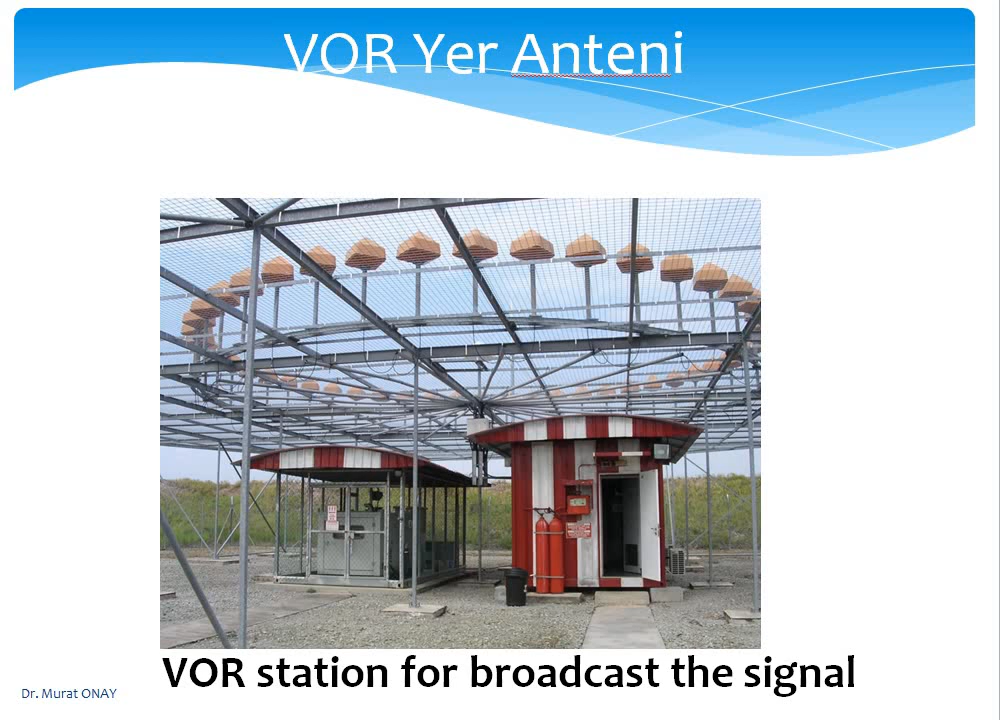 VOR Yer Anteni
VOR station for broadcast the signal
Dr. Murat ONAY